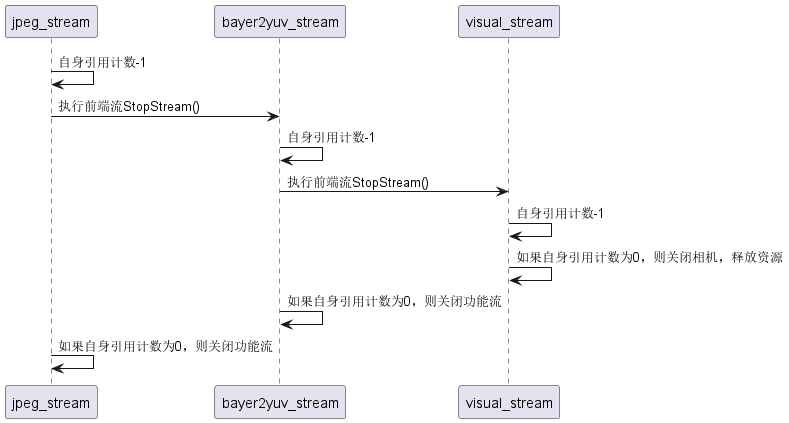 jpeg_stream
bayer2yuv_stream
visual_stream
自身引用计数-1
执行前端流StopStream()
自身引用计数-1
执行前端流StopStream()
自身引用计数-1
如果自身引用计数为0，则关闭相机，释放资源
如果自身引用计数为0，则关闭功能流
如果自身引用计数为0，则关闭功能流
jpeg_stream
bayer2yuv_stream
visual_stream